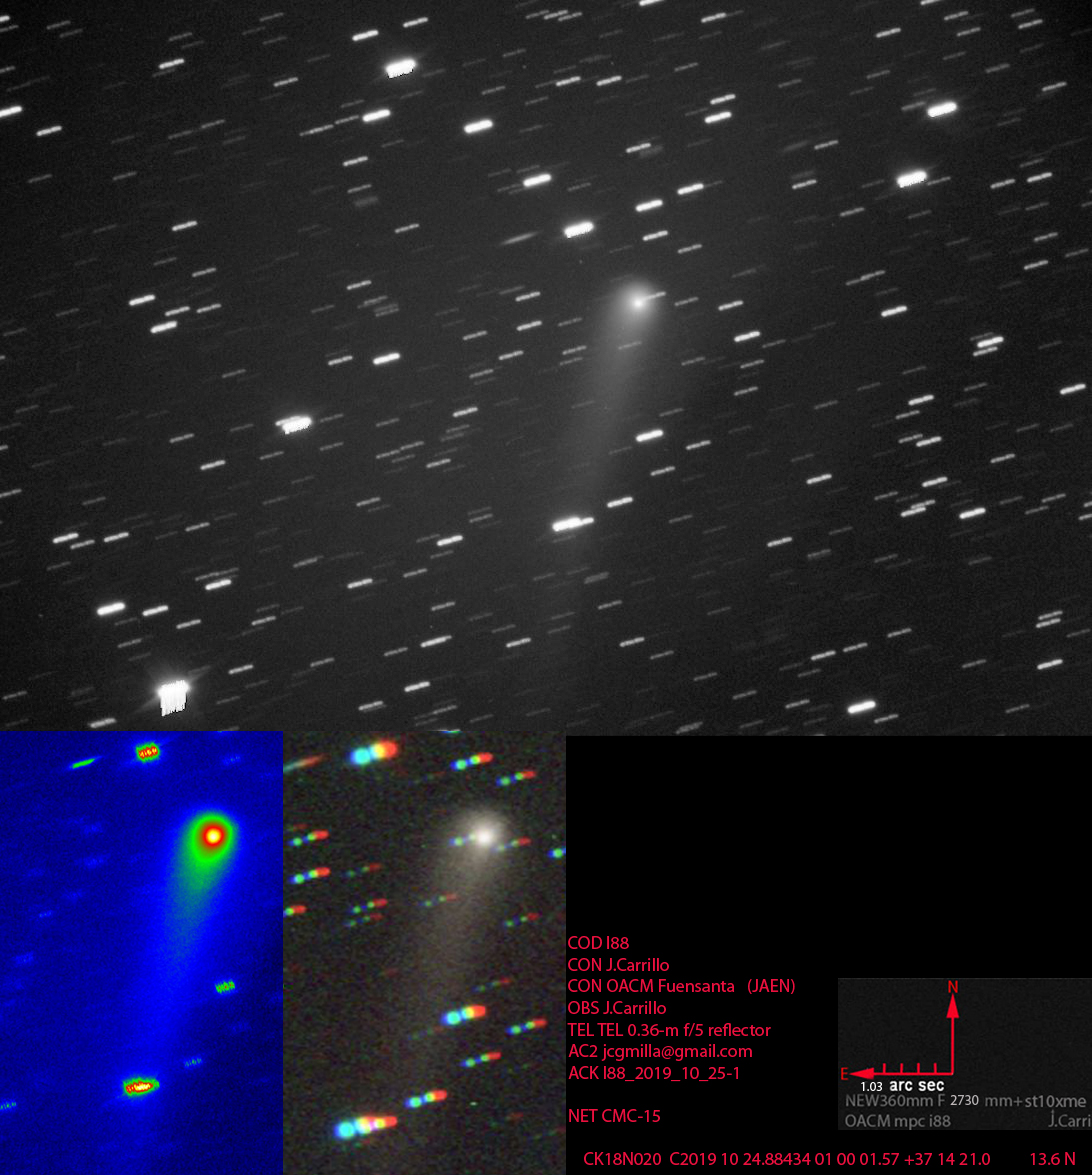 COD I88
CON J.Carrillo
CON OACM Fuensanta (JAEN)
OBS J.Carrillo
TEL TEL 0.36-m f/5 reflector
AC2 jcgmilla@gmail.com
ACK I88_2019_10_25-1
NET CMC-15
N
E
1.03 arc sec
NEW360mm F 2730 mm+st10xme
OACM mpc i88 J.Carri
CK18N020 C2019 10 24.88434 01 00 01.57 +37 14 21.0 13.6 N